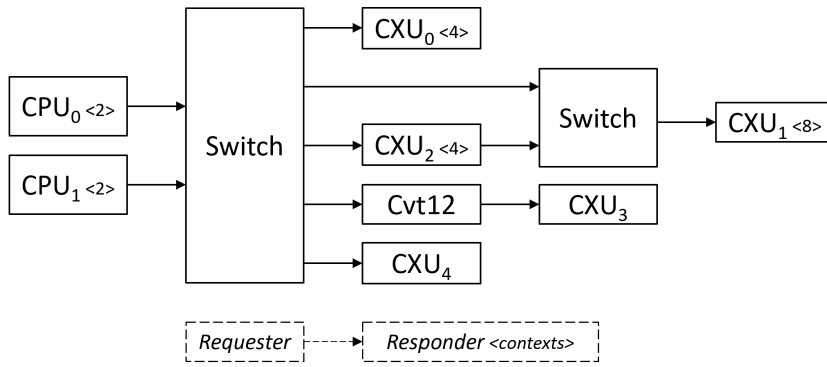 CXU₀ <4>
CPU₀ <2>
Switch
Switch
CXU₁ <8>
CXU₂ <4>
CPU₁ <2>
Cvt12
CXU₃
CXU₄
Requester
Responder <contexts>